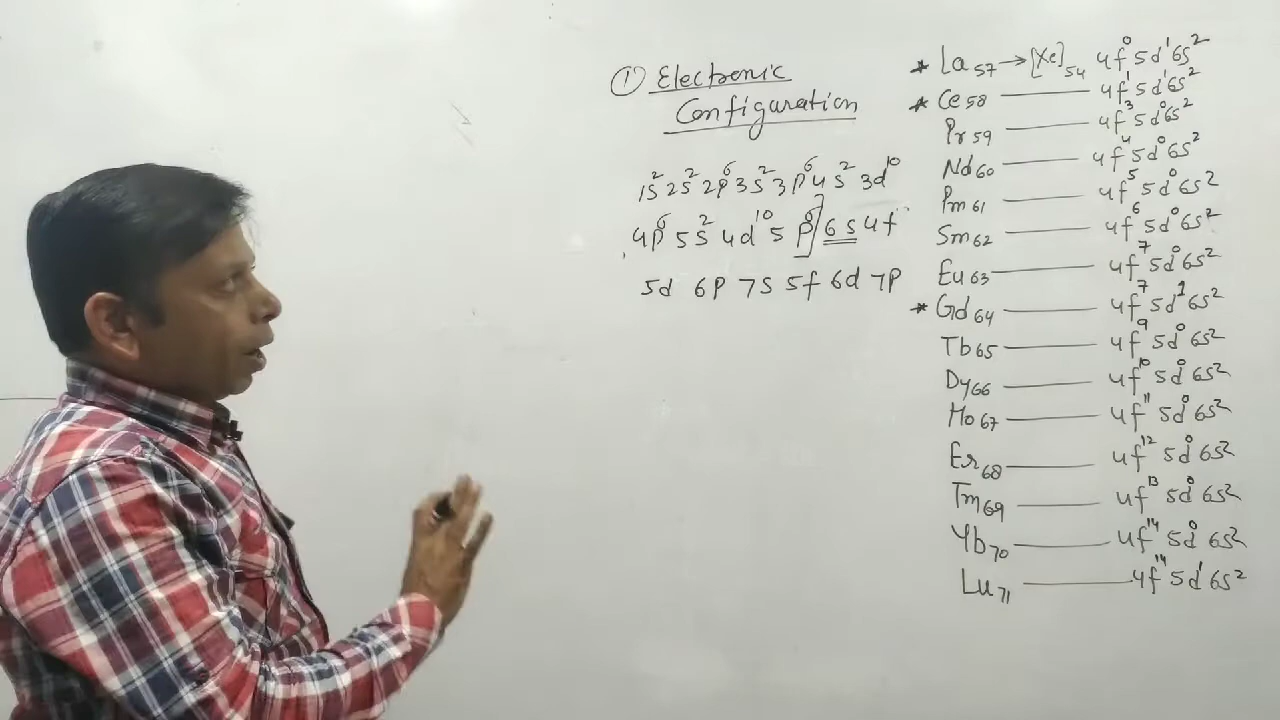 ① Electronic
Configuration
1s² 2s² 2p⁶ 3s² 3p⁶ 4s² 3d¹⁰
4p⁶ 5s² 4d¹⁰ 5p⁶] 6s 4f
5d 6p 7s 5f 6d 7p
* La₅₇ → [Xe]₅₄ 4f⁰ 5d¹ 6s²
* Ce₅₈ — 4f¹ 5d¹ 6s²
Pr₅₉ — 4f³ 5d⁰ 6s²
Nd₆₀ — 4f⁴ 5d⁰ 6s²
Pm₆₁ — 4f⁵ 5d⁰ 6s²
Sm₆₂ — 4f⁶ 5d⁰ 6s²
Eu₆₃ — 4f⁷ 5d⁰ 6s²
* Gd₆₄ — 4f⁷ 5d¹ 6s²
Tb₆₅ — 4f⁹ 5d⁰ 6s²
Dy₆₆ — 4f¹⁰ 5d⁰ 6s²
Ho₆₇ — 4f¹¹ 5d⁰ 6s²
Er₆₈ — 4f¹² 5d⁰ 6s²
Tm₆₉ — 4f¹³ 5d⁰ 6s²
Yb₇₀ — 4f¹⁴ 5d⁰ 6s²
Lu₇₁ — 4f¹⁴ 5d¹ 6s²